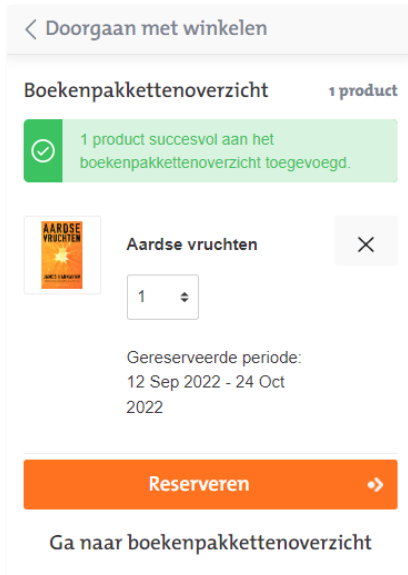 Doorgaan met winkelen
Boekenpakkettenoverzicht
1 product
1 product succesvol aan het
boekenpakkettenoverzicht toegevoegd.
AARDSE
VRUCHTEN
Aardse vruchten
1
Gereserveerde periode:
12 Sep 2022 - 24 Oct
2022
Reserveren
Ga naar boekenpakkettenoverzicht